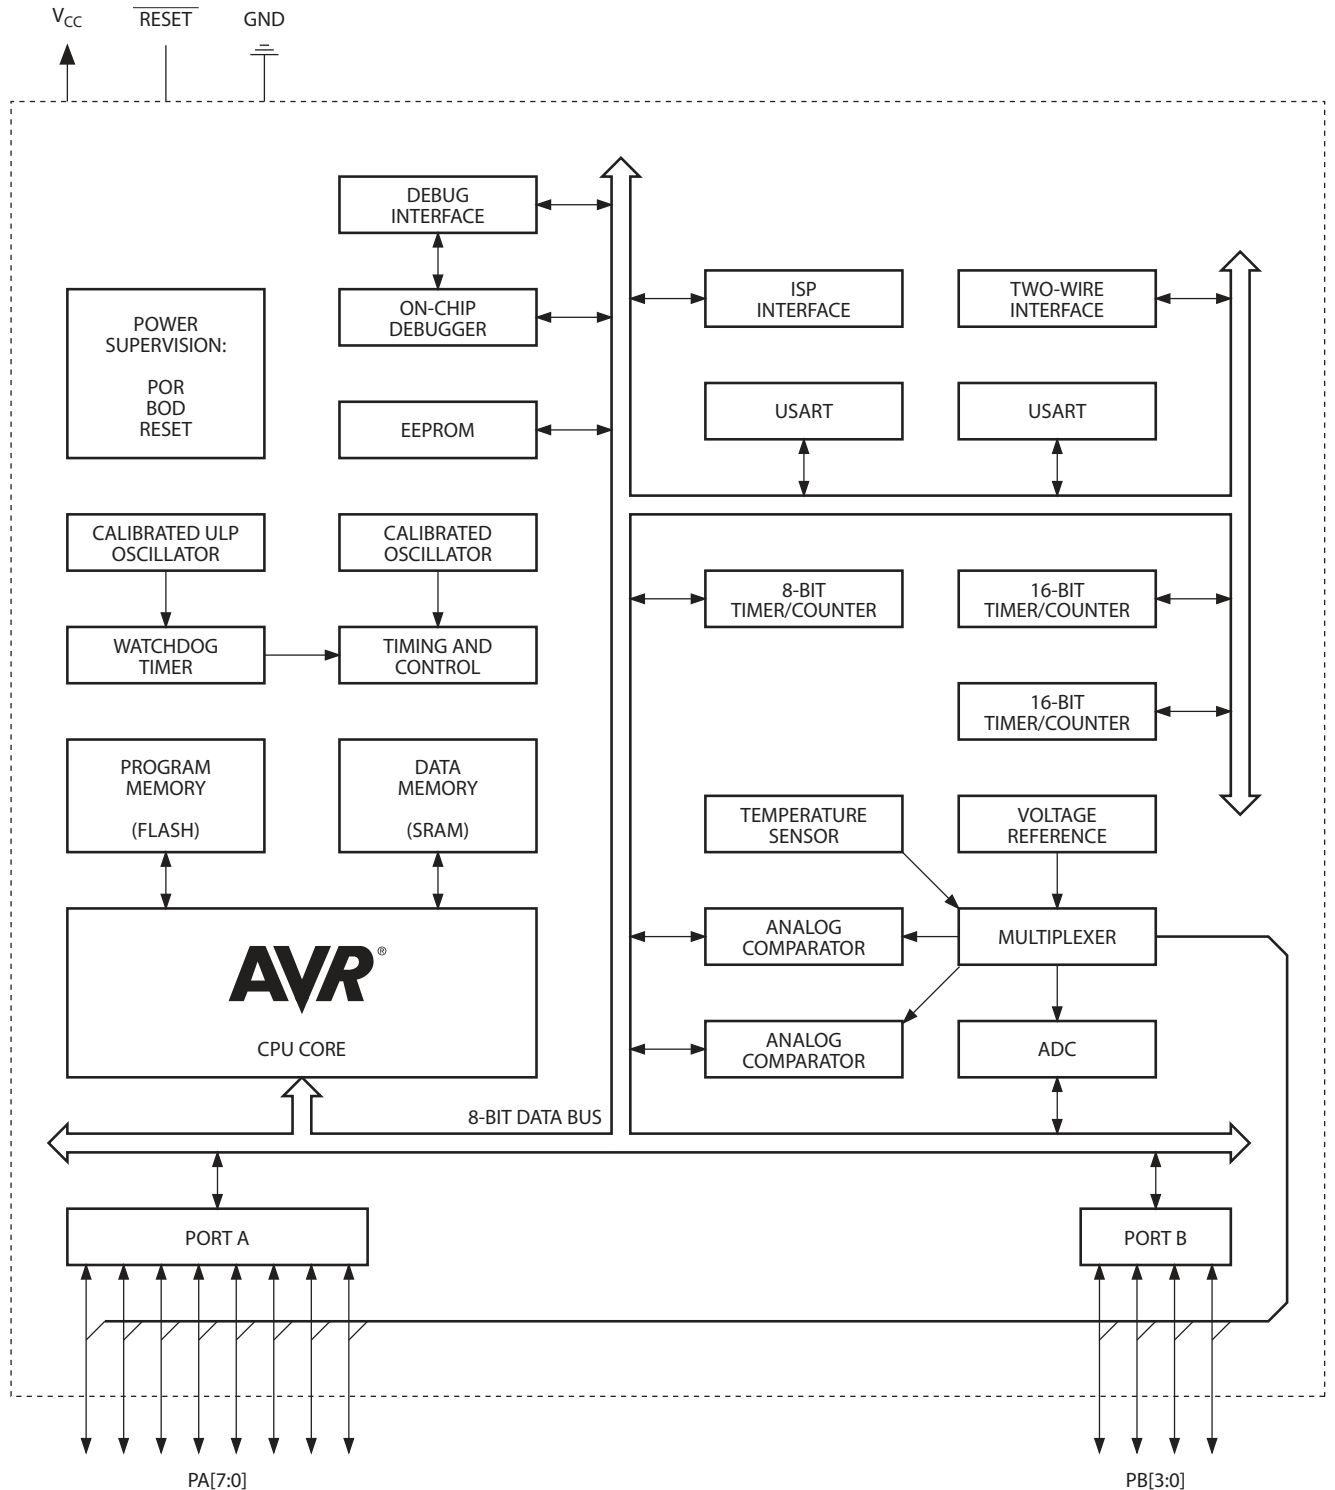 VCC
RESET
GND
DEBUG
INTERFACE
POWER
SUPERVISION:
POR
BOD
RESET
ON-CHIP
DEBUGGER
ISP
INTERFACE
TWO-WIRE
INTERFACE
EEPROM
USART
USART
CALIBRATED ULP
OSCILLATOR
CALIBRATED
OSCILLATOR
8-BIT
TIMER/COUNTER
16-BIT
TIMER/COUNTER
WATCHDOG
TIMER
TIMING AND
CONTROL
16-BIT
TIMER/COUNTER
PROGRAM
MEMORY
(FLASH)
DATA
MEMORY
(SRAM)
TEMPERATURE
SENSOR
VOLTAGE
REFERENCE
AVR®
CPU CORE
ANALOG
COMPARATOR
MULTIPLEXER
ANALOG
COMPARATOR
ADC
8-BIT DATA BUS
PORT A
PORT B
PA[7:0]
PB[3:0]